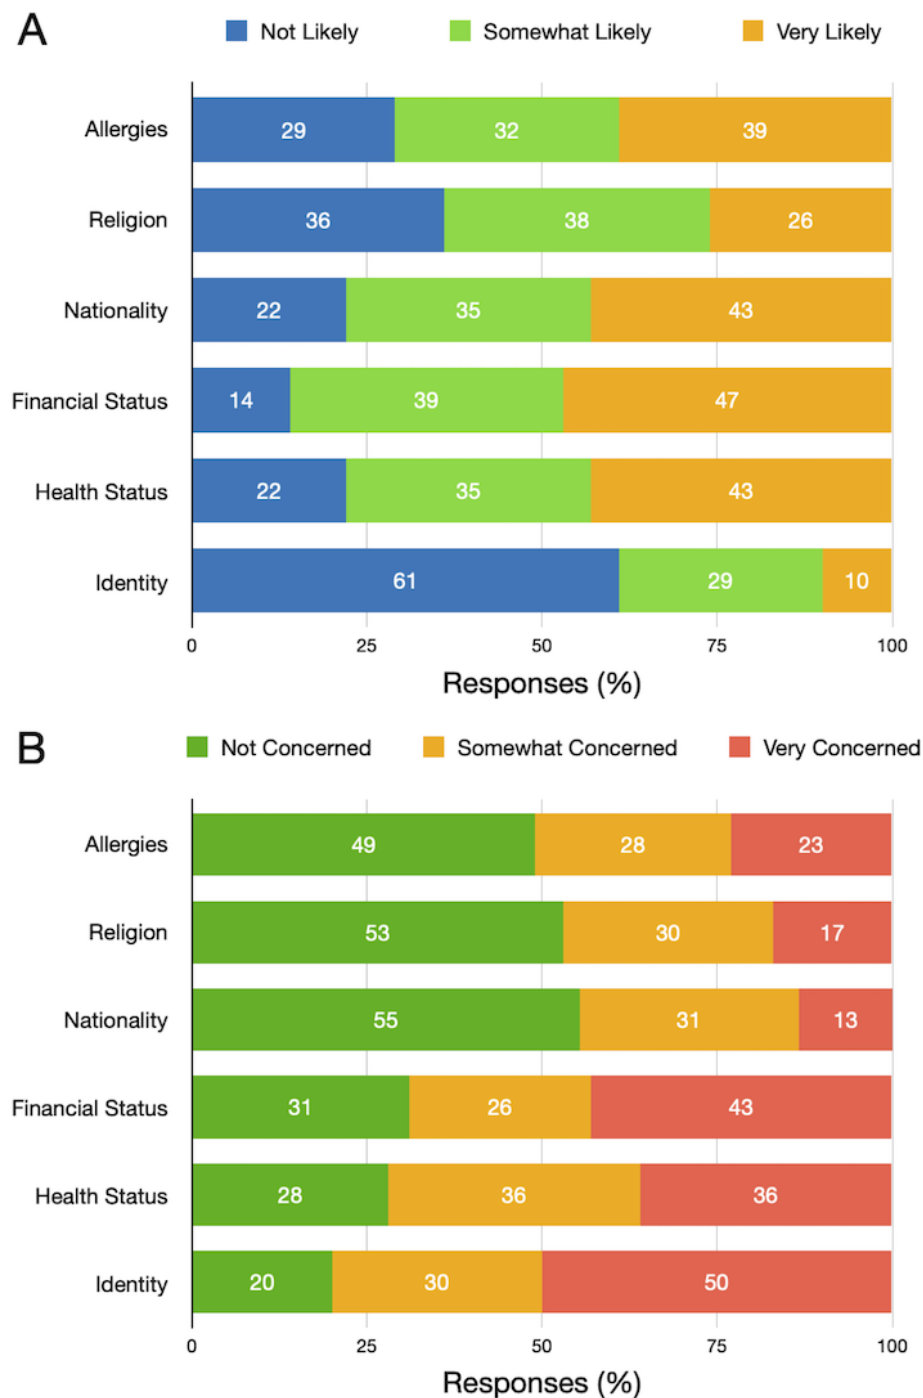 A
Not Likely Somewhat Likely Very Likely
Allergies 29 32 39
Religion 36 38 26
Nationality 22 35 43
Financial Status 14 39 47
Health Status 22 35 43
Identity 61 29 10
0 25 50 75 100
Responses (%)
B
Not Concerned Somewhat Concerned Very Concerned
Allergies 49 28 23
Religion 53 30 17
Nationality 55 31 13
Financial Status 31 26 43
Health Status 28 36 36
Identity 20 30 50
0 25 50 75 100
Responses (%)